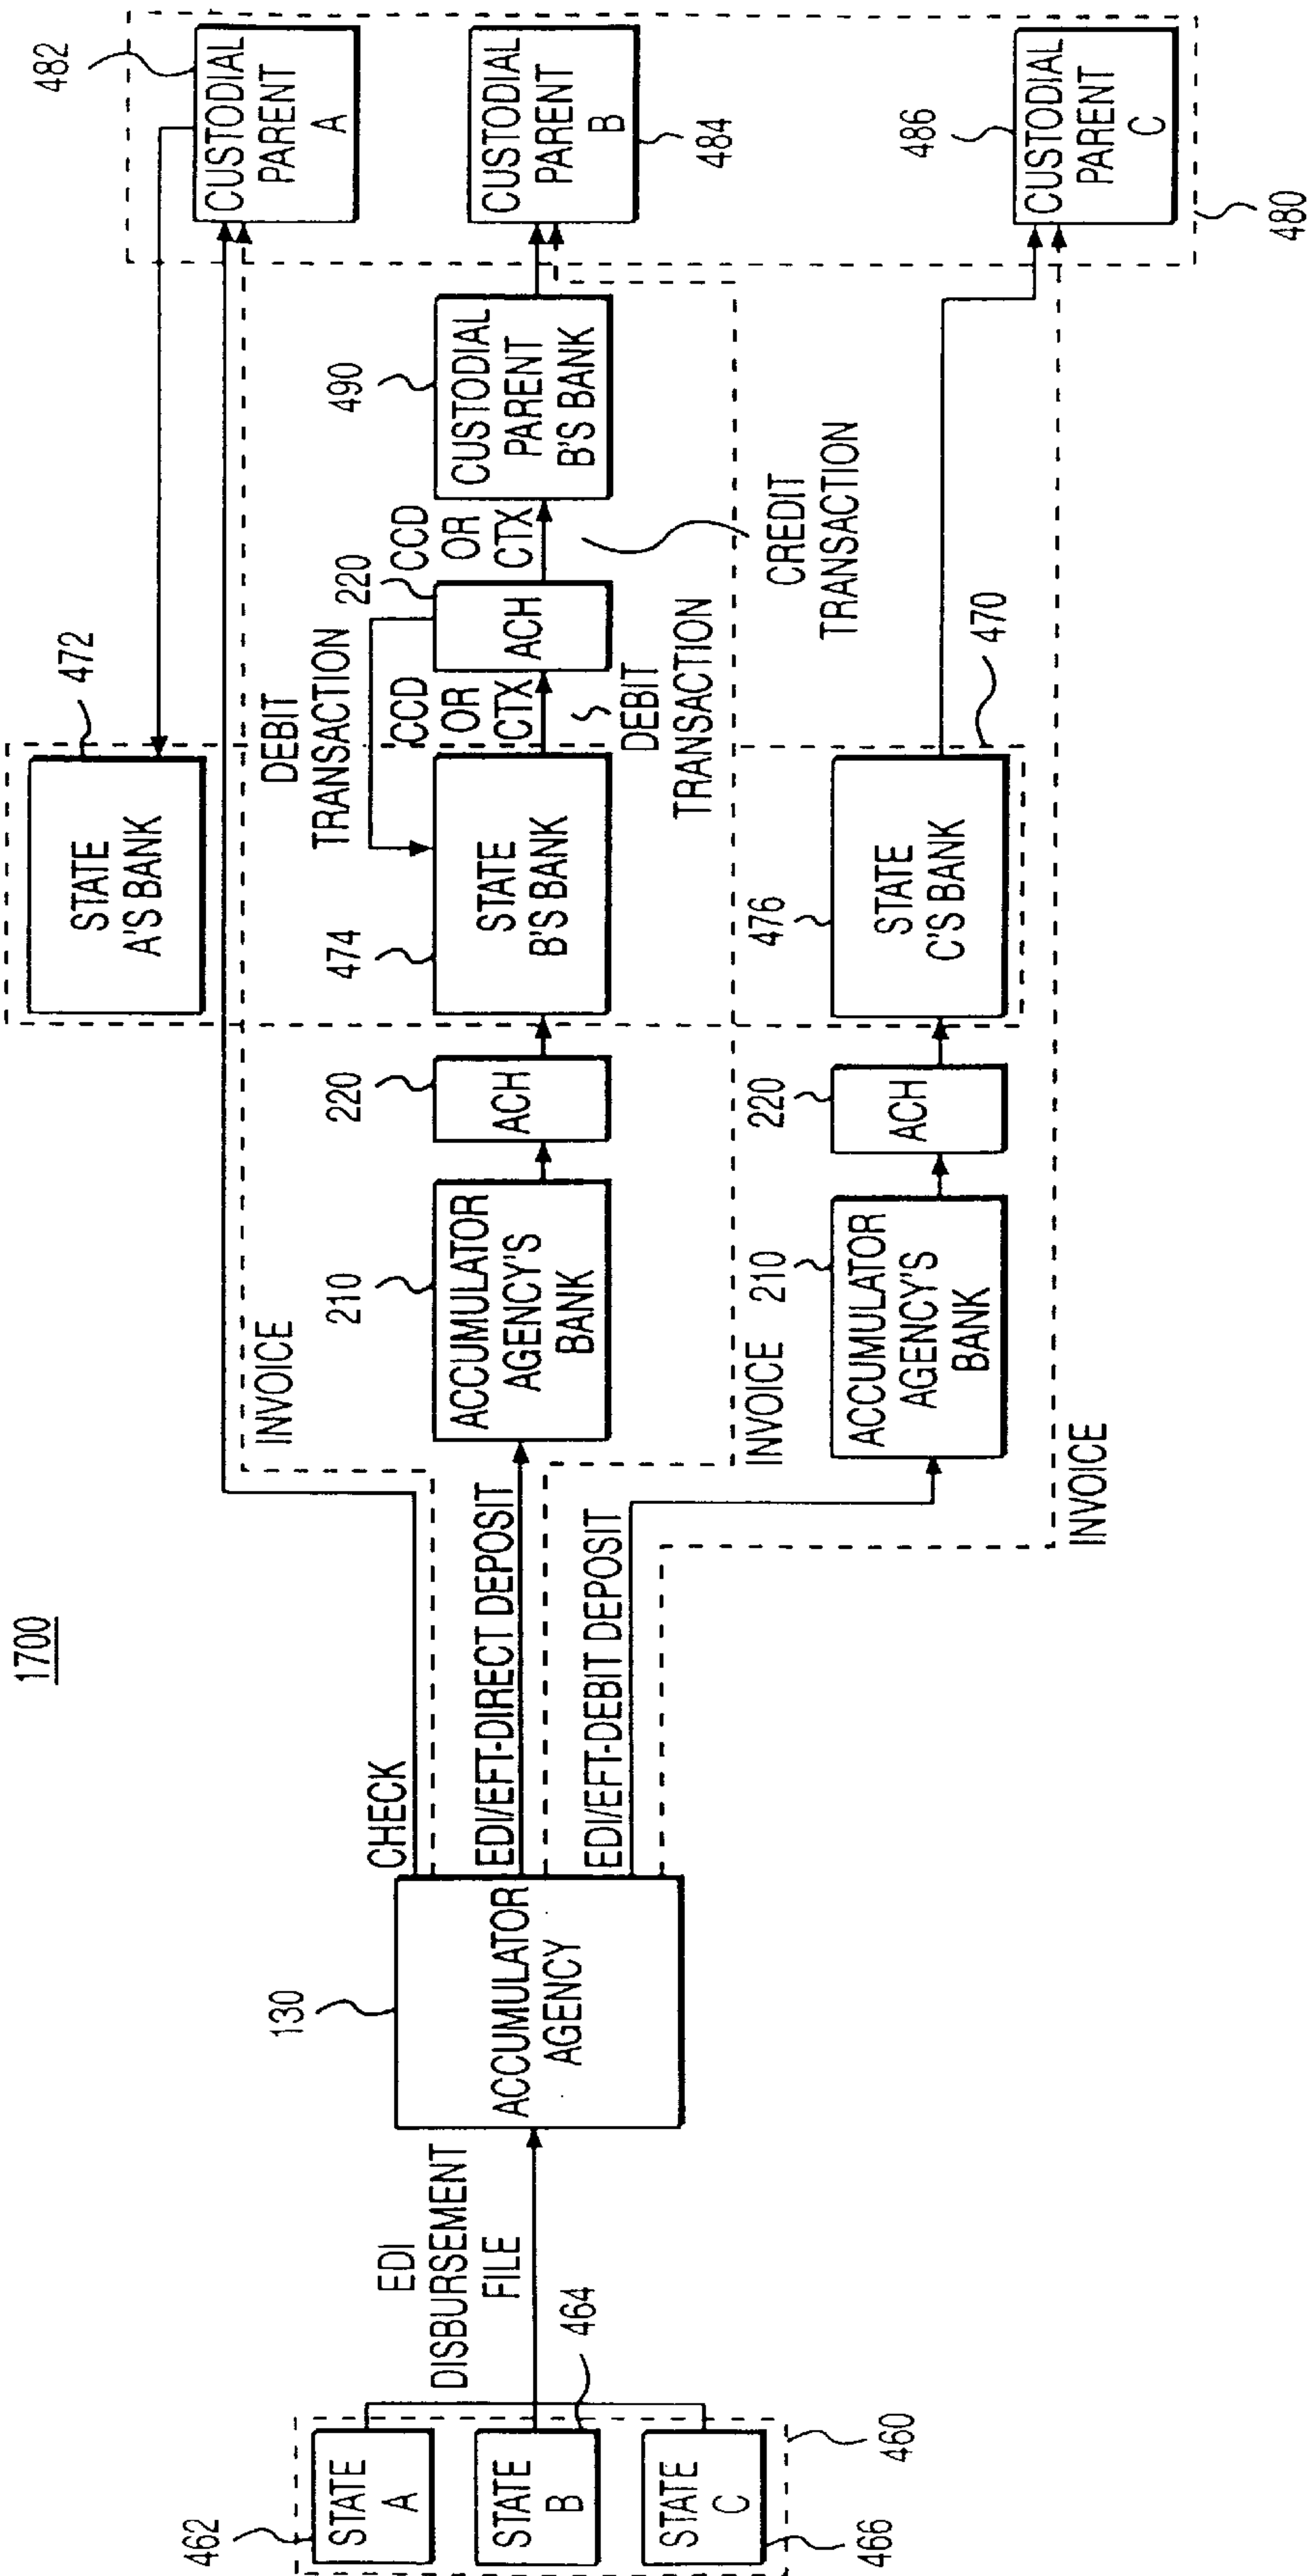 1700
462
STATE
A
STATE
B
464
STATE
C
466
460
EDI
DISBURSEMENT
FILE
130
ACCUMULATOR
AGENCY
CHECK
EDI/EFT-DIRECT DEPOSIT
EDI/EFT-DEBIT DEPOSIT
INVOICE
INVOICE
INVOICE
210
ACCUMULATOR
AGENCY'S
BANK
220
ACH
210
ACCUMULATOR
AGENCY'S
BANK
220
ACH
472
STATE
A'S BANK
474
STATE
B'S BANK
476
STATE
C'S BANK
470
DEBIT
TRANSACTION
CCD
OR
CTX
DEBIT
TRANSACTION
220
ACH
CCD
OR
CTX
CREDIT
TRANSACTION
490
CUSTODIAL
PARENT
B'S BANK
482
CUSTODIAL
PARENT
A
CUSTODIAL
PARENT
B
484
486
CUSTODIAL
PARENT
C
480